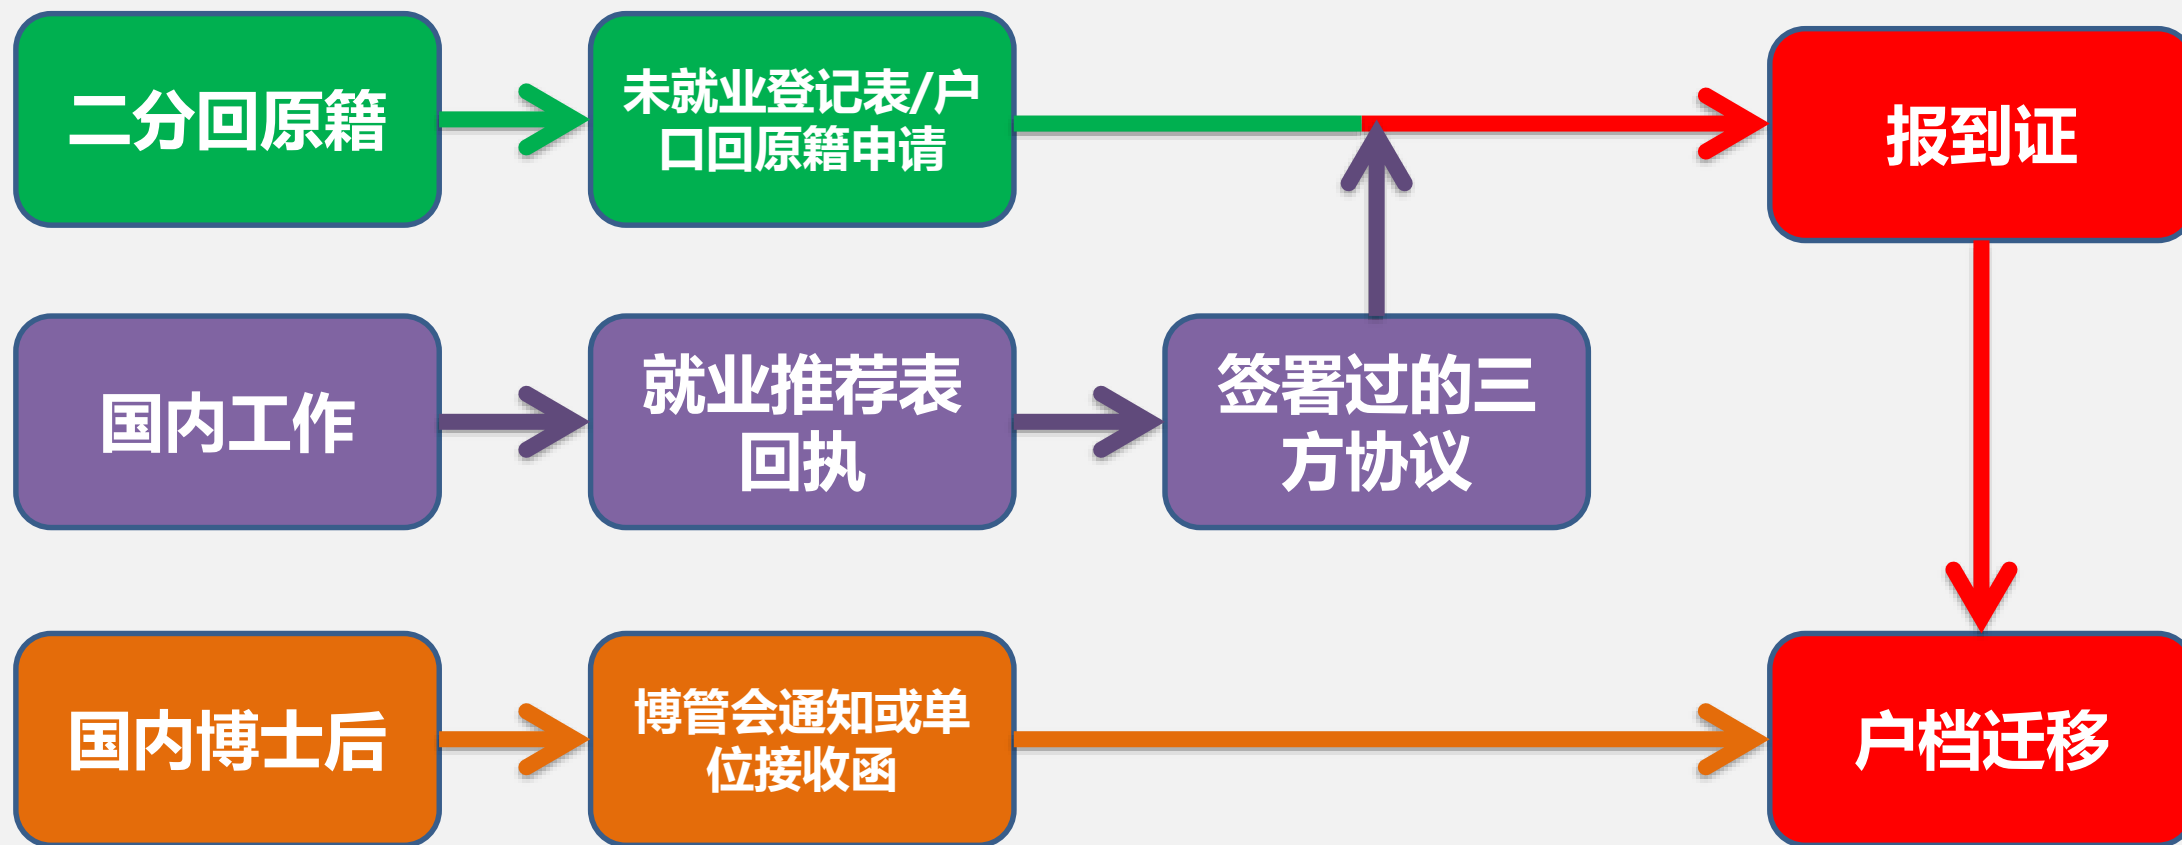 二分回原籍
未就业登记表/户
口回原籍申请
报到证
国内工作
就业推荐表
回执
签署过的三
方协议
国内博士后
博管会通知或单
位接收函
户档迁移